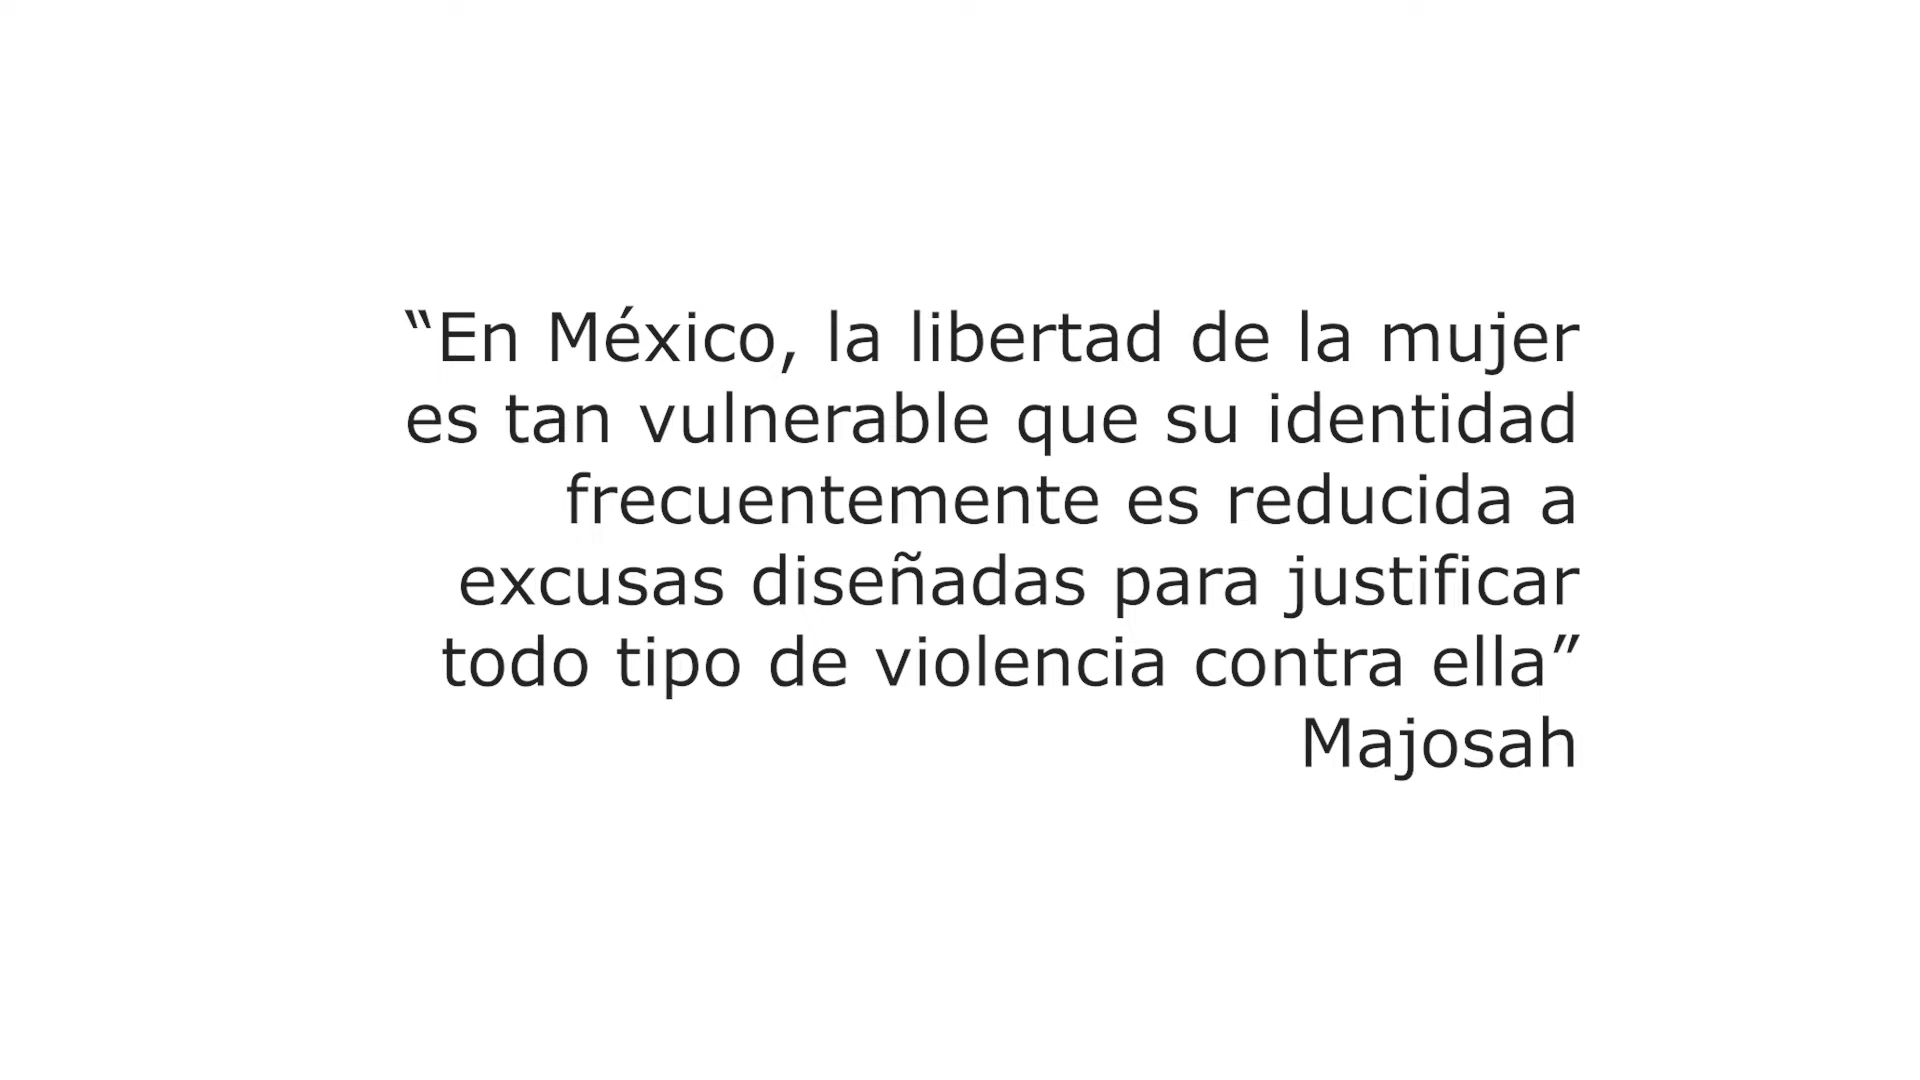 “En México, la libertad de la mujer
es tan vulnerable que su identidad
frecuentemente es reducida a
excusas diseñadas para justificar
todo tipo de violencia contra ella”
Majosah